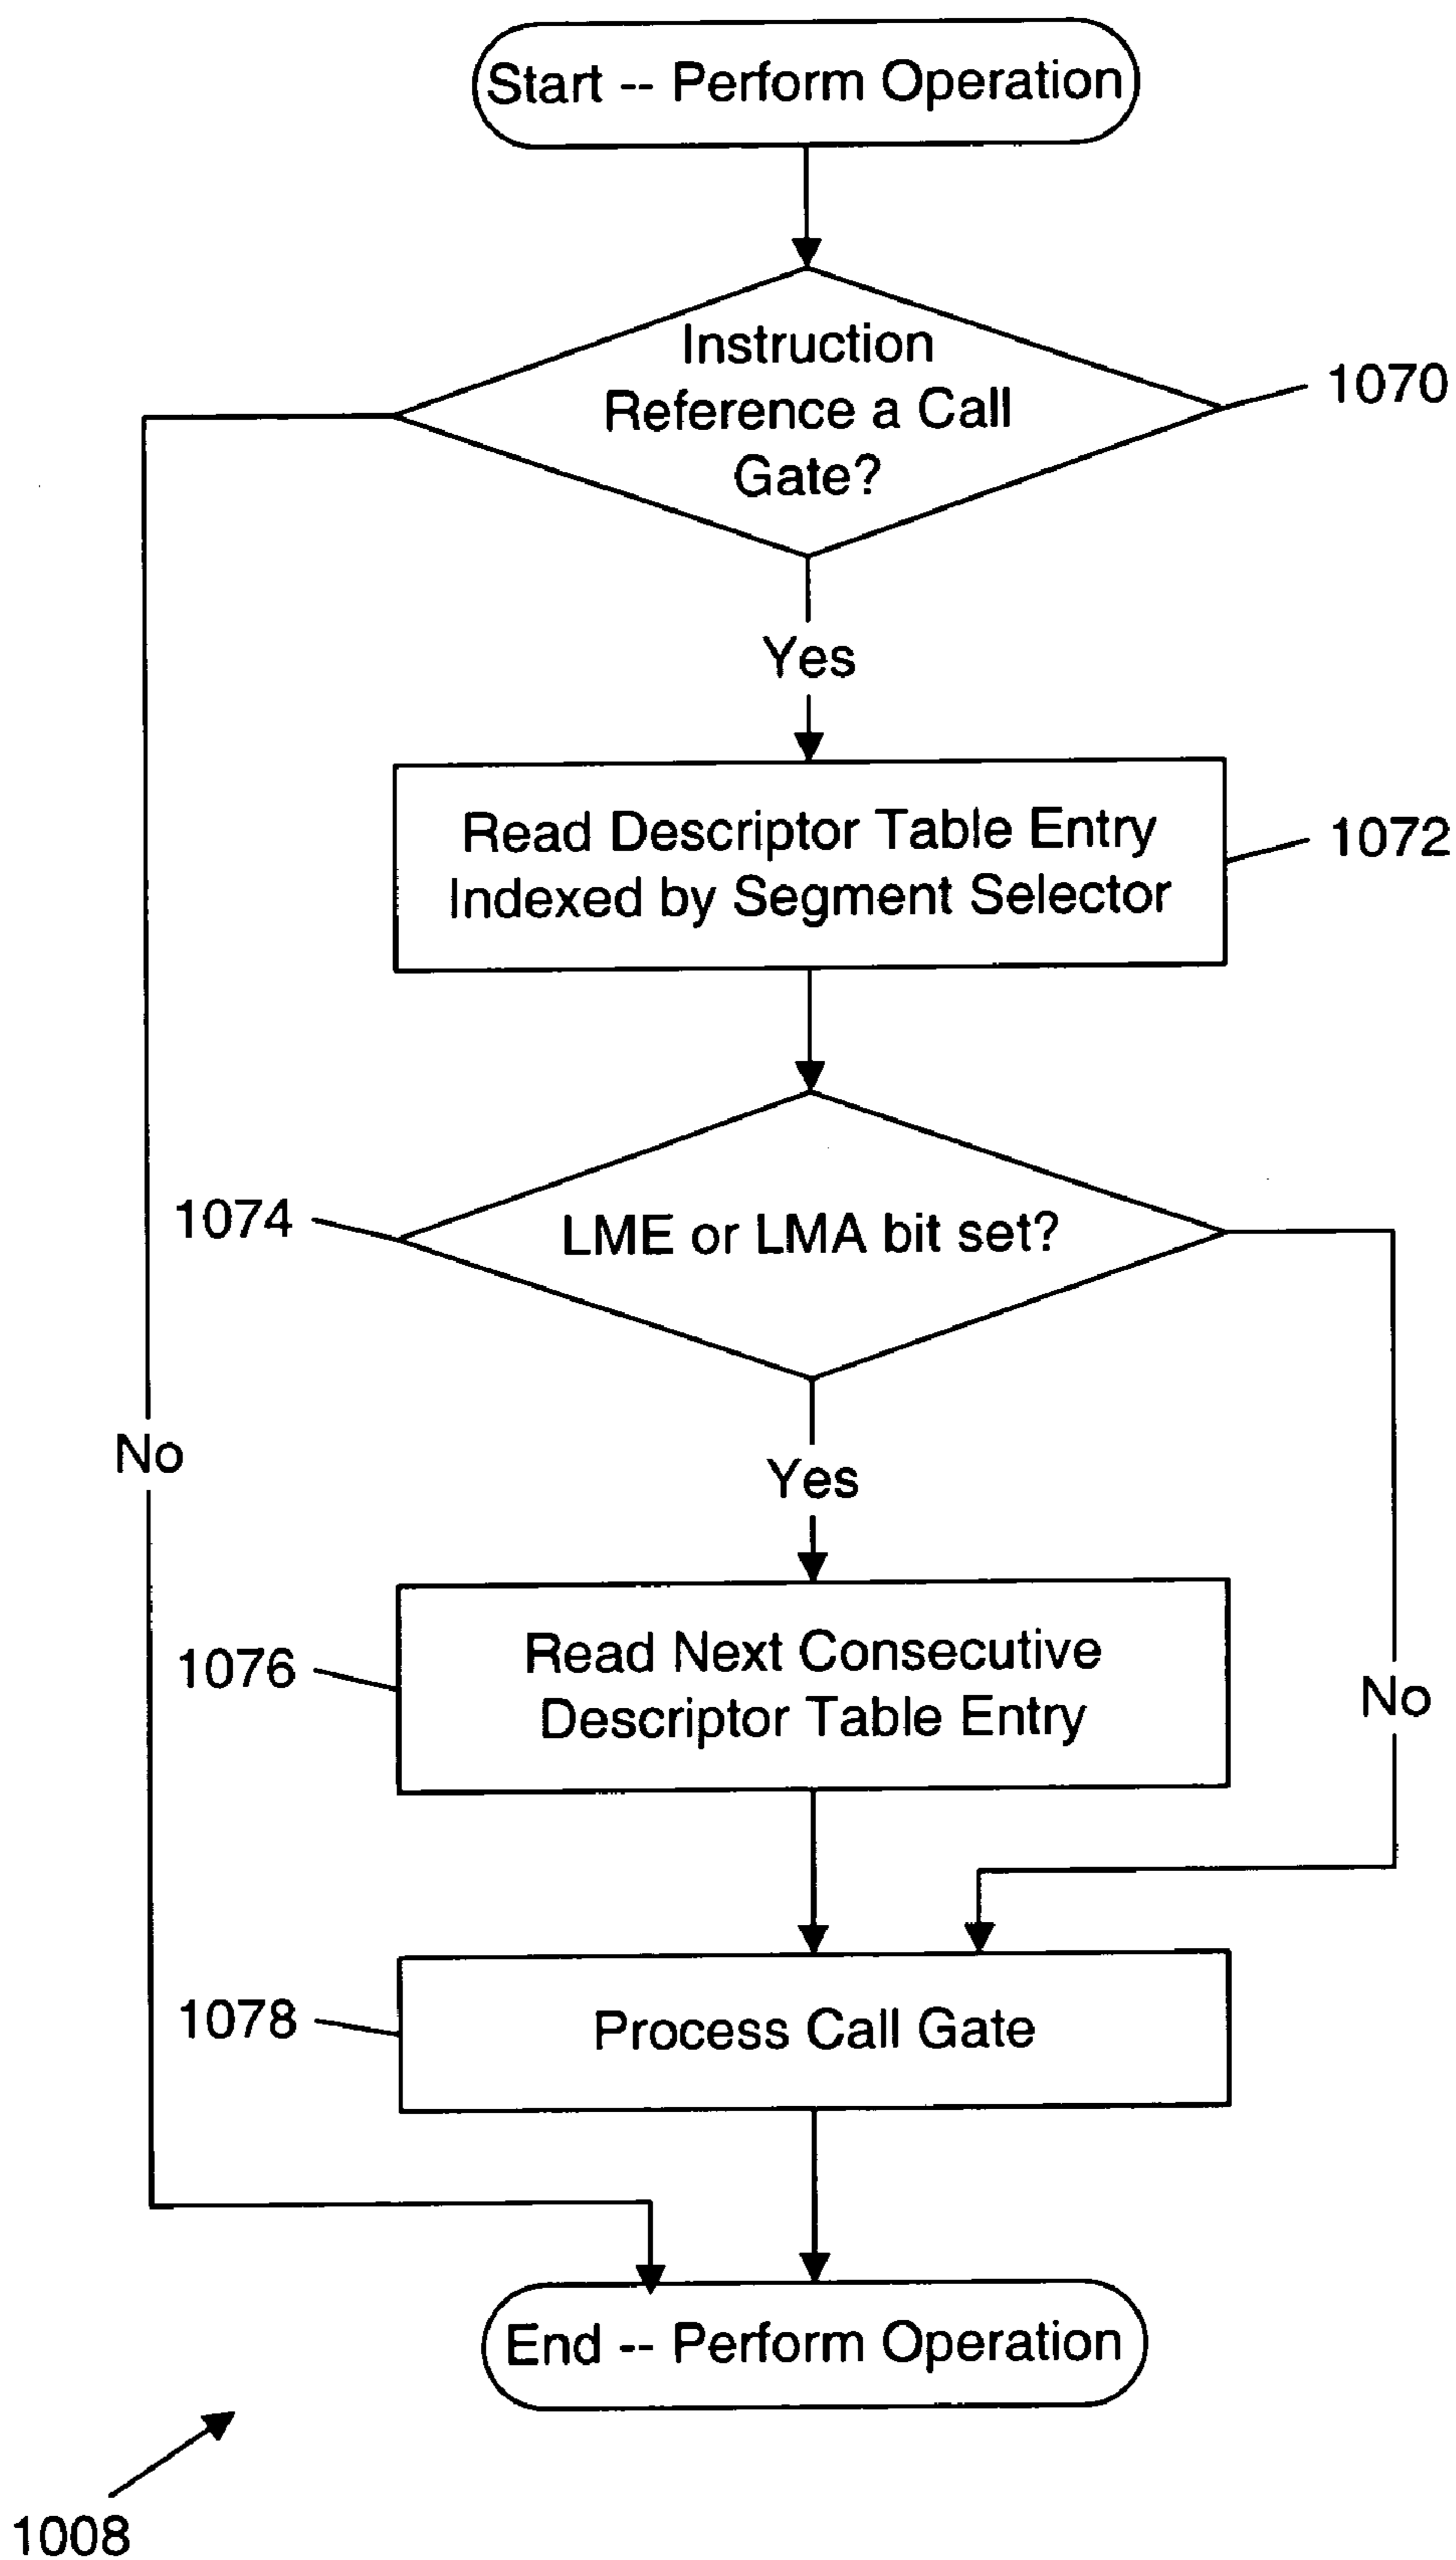 Start -- Perform Operation
Instruction
Reference a Call
Gate?
1070
Yes
Read Descriptor Table Entry
Indexed by Segment Selector
1072
1074
LME or LMA bit set?
No
Yes
1076
Read Next Consecutive
Descriptor Table Entry
No
1078
Process Call Gate
End -- Perform Operation
1008